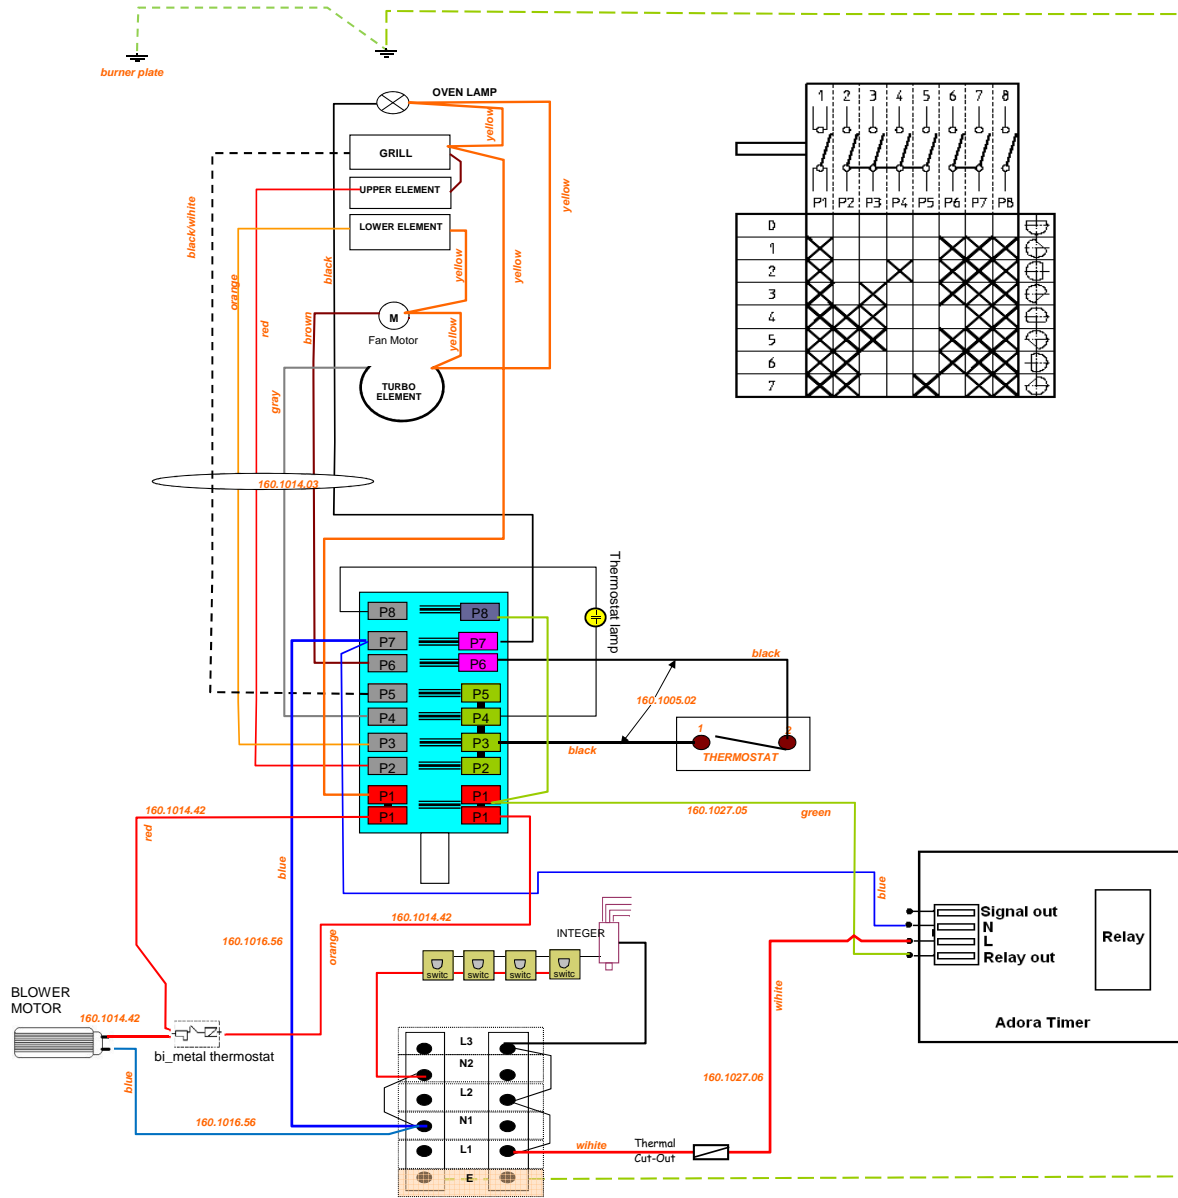 burner plate
OVEN LAMP
yellow
GRILL
UPPER ELEMENT
LOWER ELEMENT
black/wihite
orange
red
black
brown
gray
yellow
yellow
yellow
yellow
M
Fan Motor
TURBO
ELEMENT
160.1014.03
1 2 3 4 5 6 7 8
P1 P2 P3 P4 P5 P6 P7 P8
0
1
2
3
4
5
6
7
Thermostat lamp
P8 P8
P7 P7
P6 P6
P5 P5
P4 P4
P3 P3
P2 P2
P1 P1
P1 P1
black
160.1005.02
black
1 2
THERMOSTAT
160.1014.42
red
160.1027.05
green
blue
160.1014.42
160.1016.56
orange
INTEGER
switc switc switc switc
blue
Signal out
N
L
Relay out
Relay
Adora Timer
wihite
BLOWER
MOTOR
160.1014.42
bi_metal thermostat
blue
160.1016.56
L3
N2
L2
N1
L1
E
160.1027.06
wihite
Thermal
Cut-Out